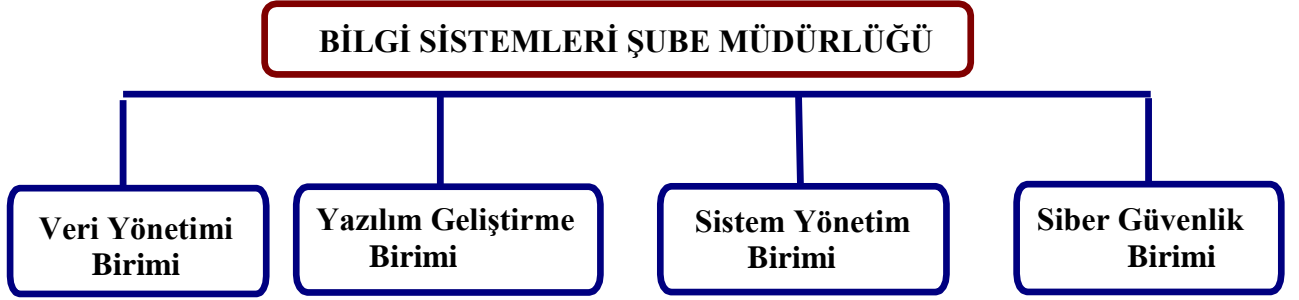 BİLGİ SİSTEMLERİ ŞUBE MÜDÜRLÜĞÜ
Veri Yönetimi
Birimi
Yazılım Geliştirme
Birimi
Sistem Yönetim
Birimi
Siber Güvenlik
Birimi